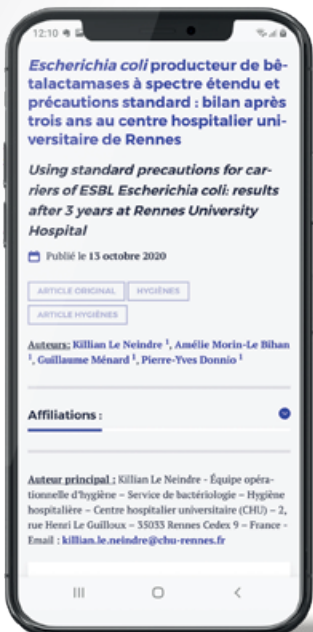 12:10
Escherichia coli producteur de bê-
talactamases à spectre étendu et
précautions standard : bilan après
trois ans au centre hospitalier uni-
versitaire de Rennes
Using standard precautions for car-
riers of ESBL Escherichia coli: results
after 3 years at Rennes University
Hospital
Publié le 13 octobre 2020
ARTICLE ORIGINAL HYGIÈNES
ARTICLE HYGIÈNES
Auteurs: Killian Le Neindre 1, Amélie Morin-Le Bihan
1, Guillaume Ménard 1, Pierre-Yves Donnio 1
Affiliations :
Auteur principal : Killian Le Neindre - Équipe opéra-
tionnelle d'hygiène – Service de bactériologie – Hygiène
hospitalière – Centre hospitalier universitaire (CHU) – 2,
rue Henri Le Guilloux – 35033 Rennes Cedex 9 – France -
Email : killian.le.neindre@chu-rennes.fr